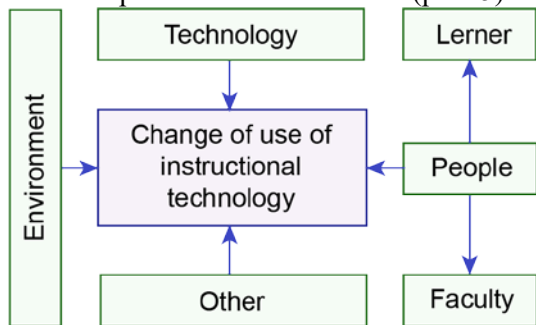 Technology
Lerner
Environment
Change of use of
instructional
technology
People
Other
Faculty